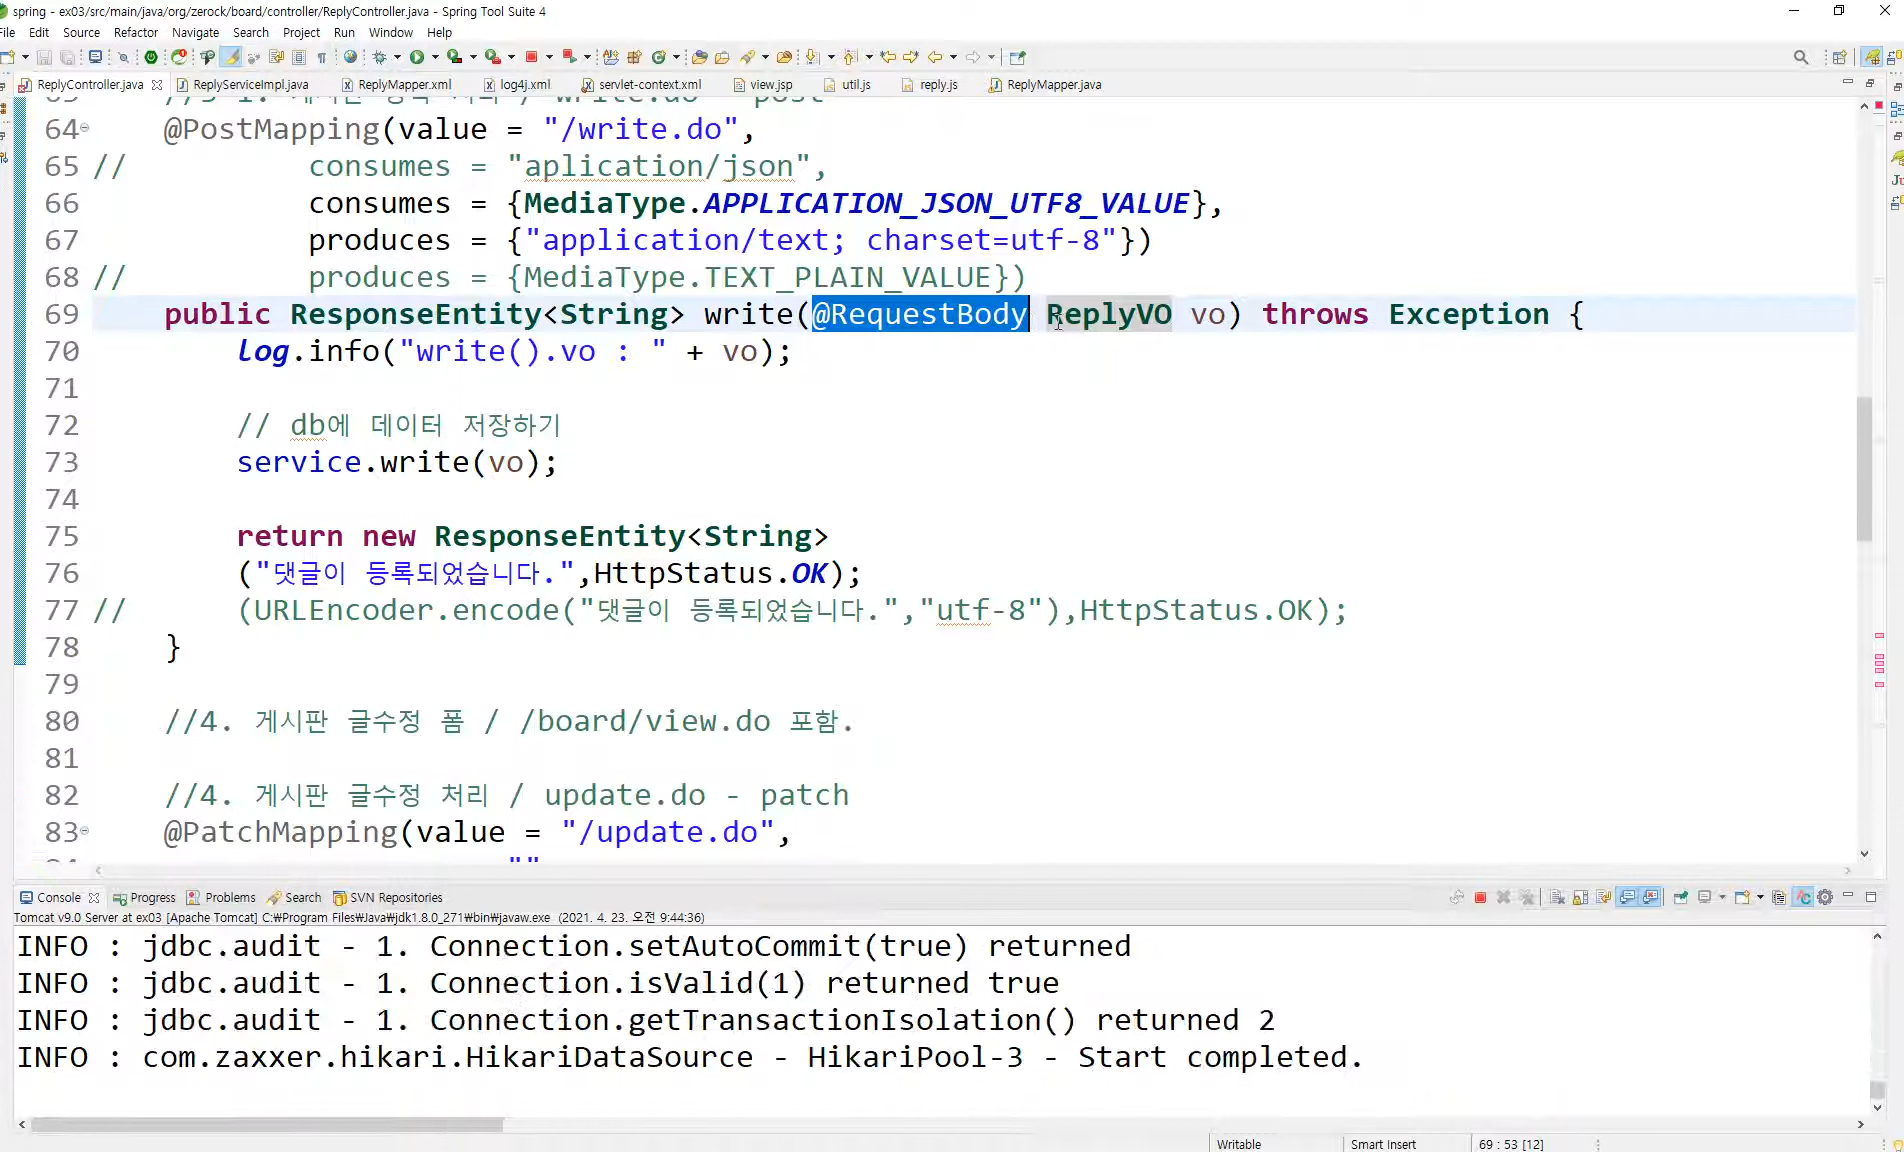 spring - ex03/src/main/java/org/zerock/board/controller/ReplyController.java - Spring Tool Suite 4
File Edit Source Refactor Navigate Search Project Run Window Help
ReplyController.java ReplyServiceImpl.java ReplyMapper.xml log4j.xml servlet-context.xml view.jsp util.js reply.js ReplyMapper.java
64 @PostMapping(value = "/write.do",
65 // consumes = "aplication/json",
66 consumes = {MediaType.APPLICATION_JSON_UTF8_VALUE},
67 produces = {"application/text; charset=utf-8"})
68 // produces = {MediaType.TEXT_PLAIN_VALUE})
69 public ResponseEntity<String> write(@RequestBody ReplyVO vo) throws Exception {
70 log.info("write().vo : " + vo);
71
72 // db에 데이터 저장하기
73 service.write(vo);
74
75 return new ResponseEntity<String>
76 ("댓글이 등록되었습니다.",HttpStatus.OK);
77 // (URLEncoder.encode("댓글이 등록되었습니다.","utf-8"),HttpStatus.OK);
78 }
79
80 //4. 게시판 글수정 폼 / /board/view.do 포함.
81
82 //4. 게시판 글수정 처리 / update.do - patch
83 @PatchMapping(value = "/update.do",
Console Progress Problems Search SVN Repositories
Tomcat v9.0 Server at ex03 [Apache Tomcat] C:₩Program Files₩Java₩jdk1.8.0_271₩bin₩javaw.exe (2021. 4. 23. 오전 9:44:36)
INFO : jdbc.audit - 1. Connection.setAutoCommit(true) returned
INFO : jdbc.audit - 1. Connection.isValid(1) returned true
INFO : jdbc.audit - 1. Connection.getTransactionIsolation() returned 2
INFO : com.zaxxer.hikari.HikariDataSource - HikariPool-3 - Start completed.
Writable Smart Insert 69 : 53 [12]